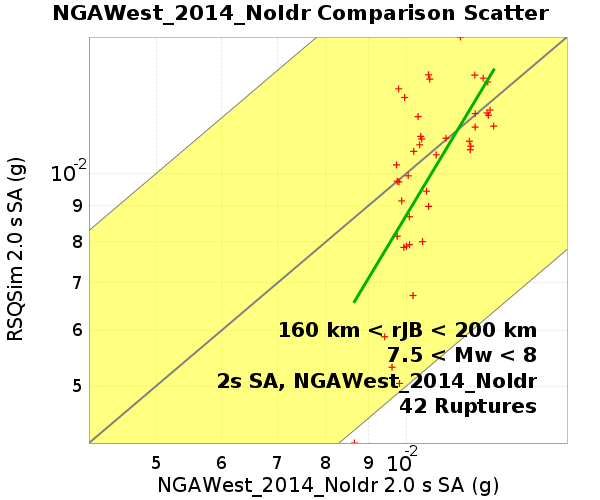 NGAWest_2014_NoIdr Comparison Scatter
RSQSim 2.0 s SA (g)
10-2
9
8
7
6
5
160 km < rJB < 200 km
7.5 < Mw < 8
2s SA, NGAWest_2014_NoIdr
42 Ruptures
5 6 7 8 9 10-2
NGAWest_2014_NoIdr 2.0 s SA (g)